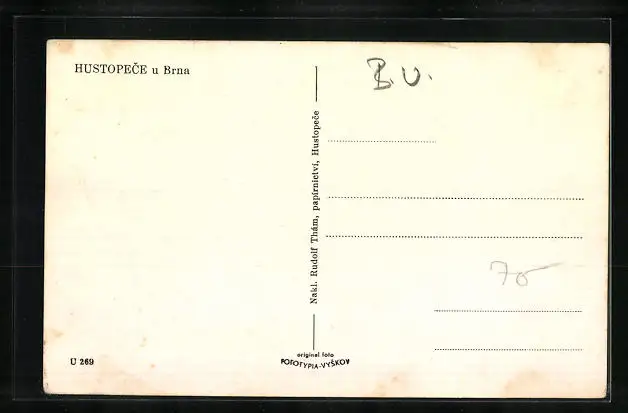 HUSTOPEČE u Brna
B.V.
Nakl. Rudolf Thám, papírnictví, Hustopeče
70
U 269
original foto
FOTOTYPIA-VYŠKOV